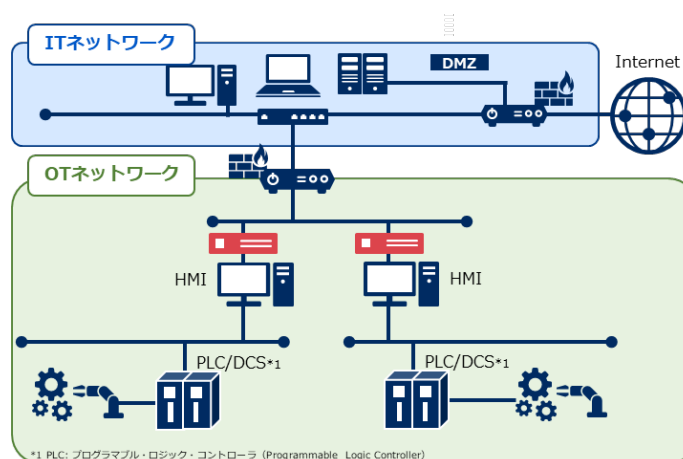 ITネットワーク
DMZ
Internet
OTネットワーク
HMI
HMI
PLC/DCS*1
PLC/DCS*1
*1 PLC: プログラマブル・ロジック・コントローラ（Programmable Logic Controller）